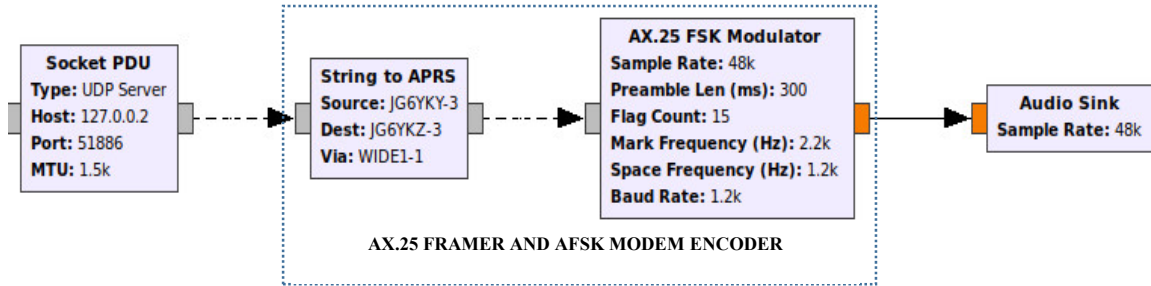 Socket PDU
Type: UDP Server
Host: 127.0.0.2
Port: 51886
MTU: 1.5k
String to APRS
Source: JG6YKY-3
Dest: JG6YKZ-3
Via: WIDE1-1
AX.25 FSK Modulator
Sample Rate: 48k
Preamble Len (ms): 300
Flag Count: 15
Mark Frequency (Hz): 2.2k
Space Frequency (Hz): 1.2k
Baud Rate: 1.2k
Audio Sink
Sample Rate: 48k
AX.25 FRAMER AND AFSK MODEM ENCODER